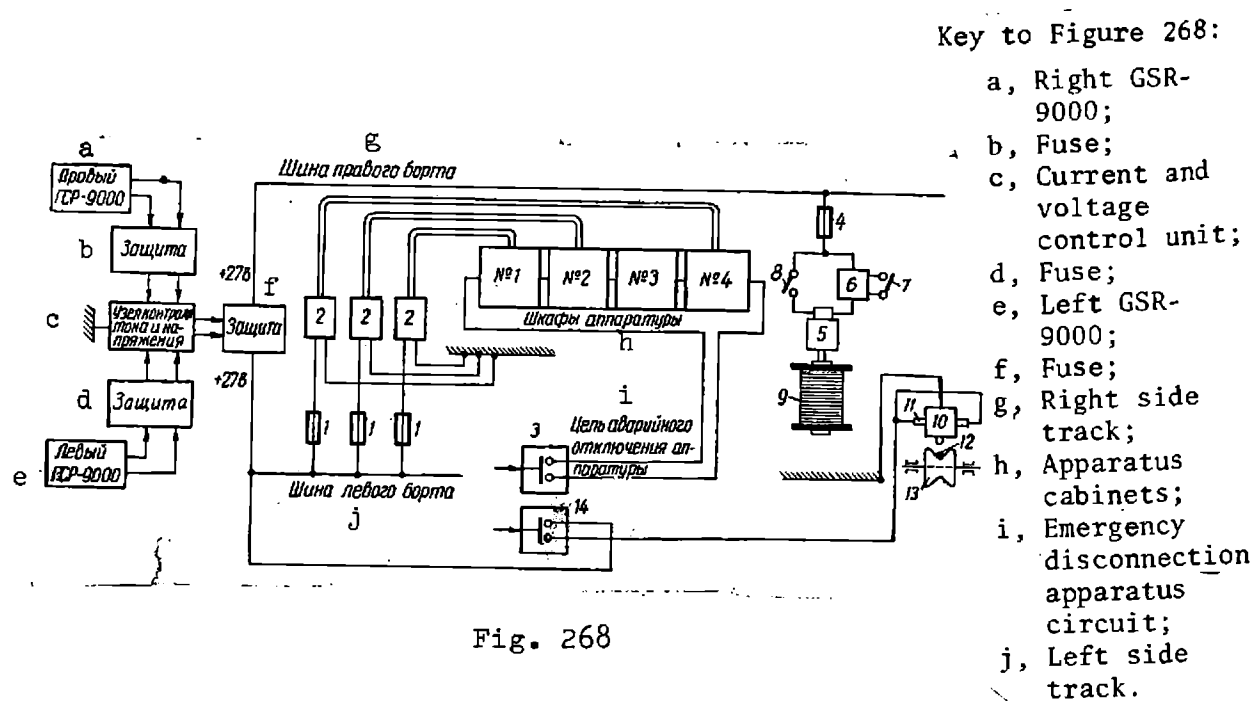 Key to Figure 268:
a, Right GSR-
9000;
b, Fuse;
c, Current and
voltage
control unit;
d, Fuse;
e, Left GSR-
9000;
f, Fuse;
g, Right side
track;
h, Apparatus
cabinets;
i, Emergency
disconnection
apparatus
circuit;
j, Left side
track.
a
Правый
ГСР-9000
b
Защита
c
Узел контроля
тока и на-
пряжения
d
Защита
e
Левый
ГСР-9000
+27в
f
Защита
+27в
g
Шина правого борта
2
2
2
№1
№2
№3
№4
Шкафы аппаратуры
h
1
1
1
Шина левого борта
j
i
3
Цепь аварийного
отключения ап-
паратуры
14
4
8
6
7
5
9
11
10
12
13
Fig. 268